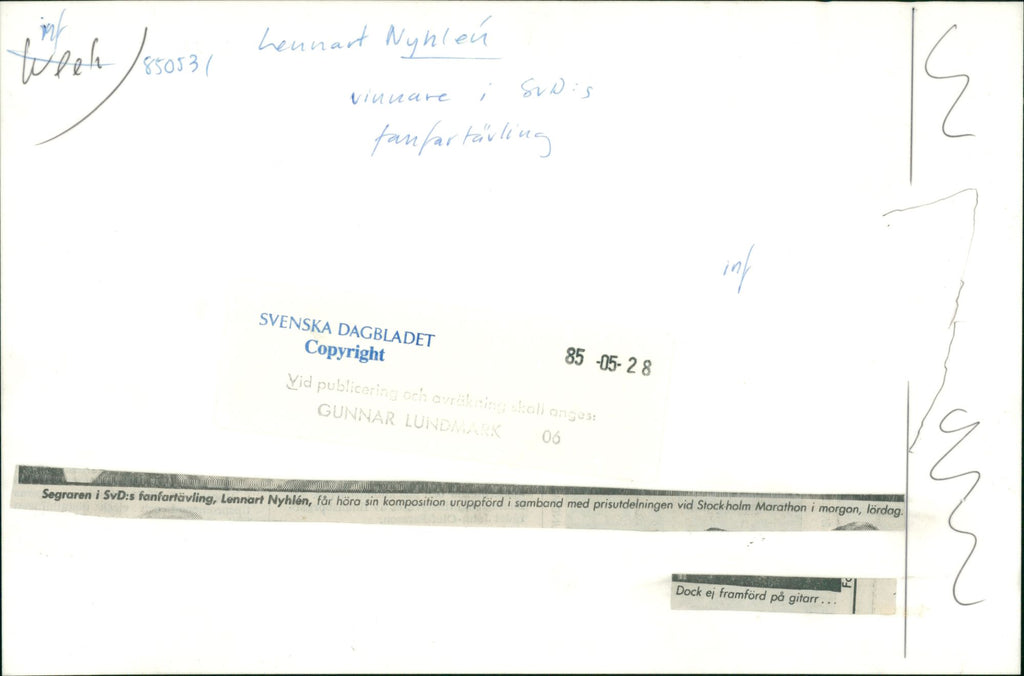 inf
850531
Lennart Nyhlén
vinnare i SvD:s
fanfartävling
inf
SVENSKA DAGBLADET
Copyright
85 -05- 28
Vid publicering och avräkning skall anges:
GUNNAR LUNDMARK 06
Segraren i SvD:s fanfartävling, Lennart Nyhlén, får höra sin komposition uruppförd i samband med prisutdelningen vid Stockholm Marathon i morgon, lördag.
Dock ej framförd på gitarr...